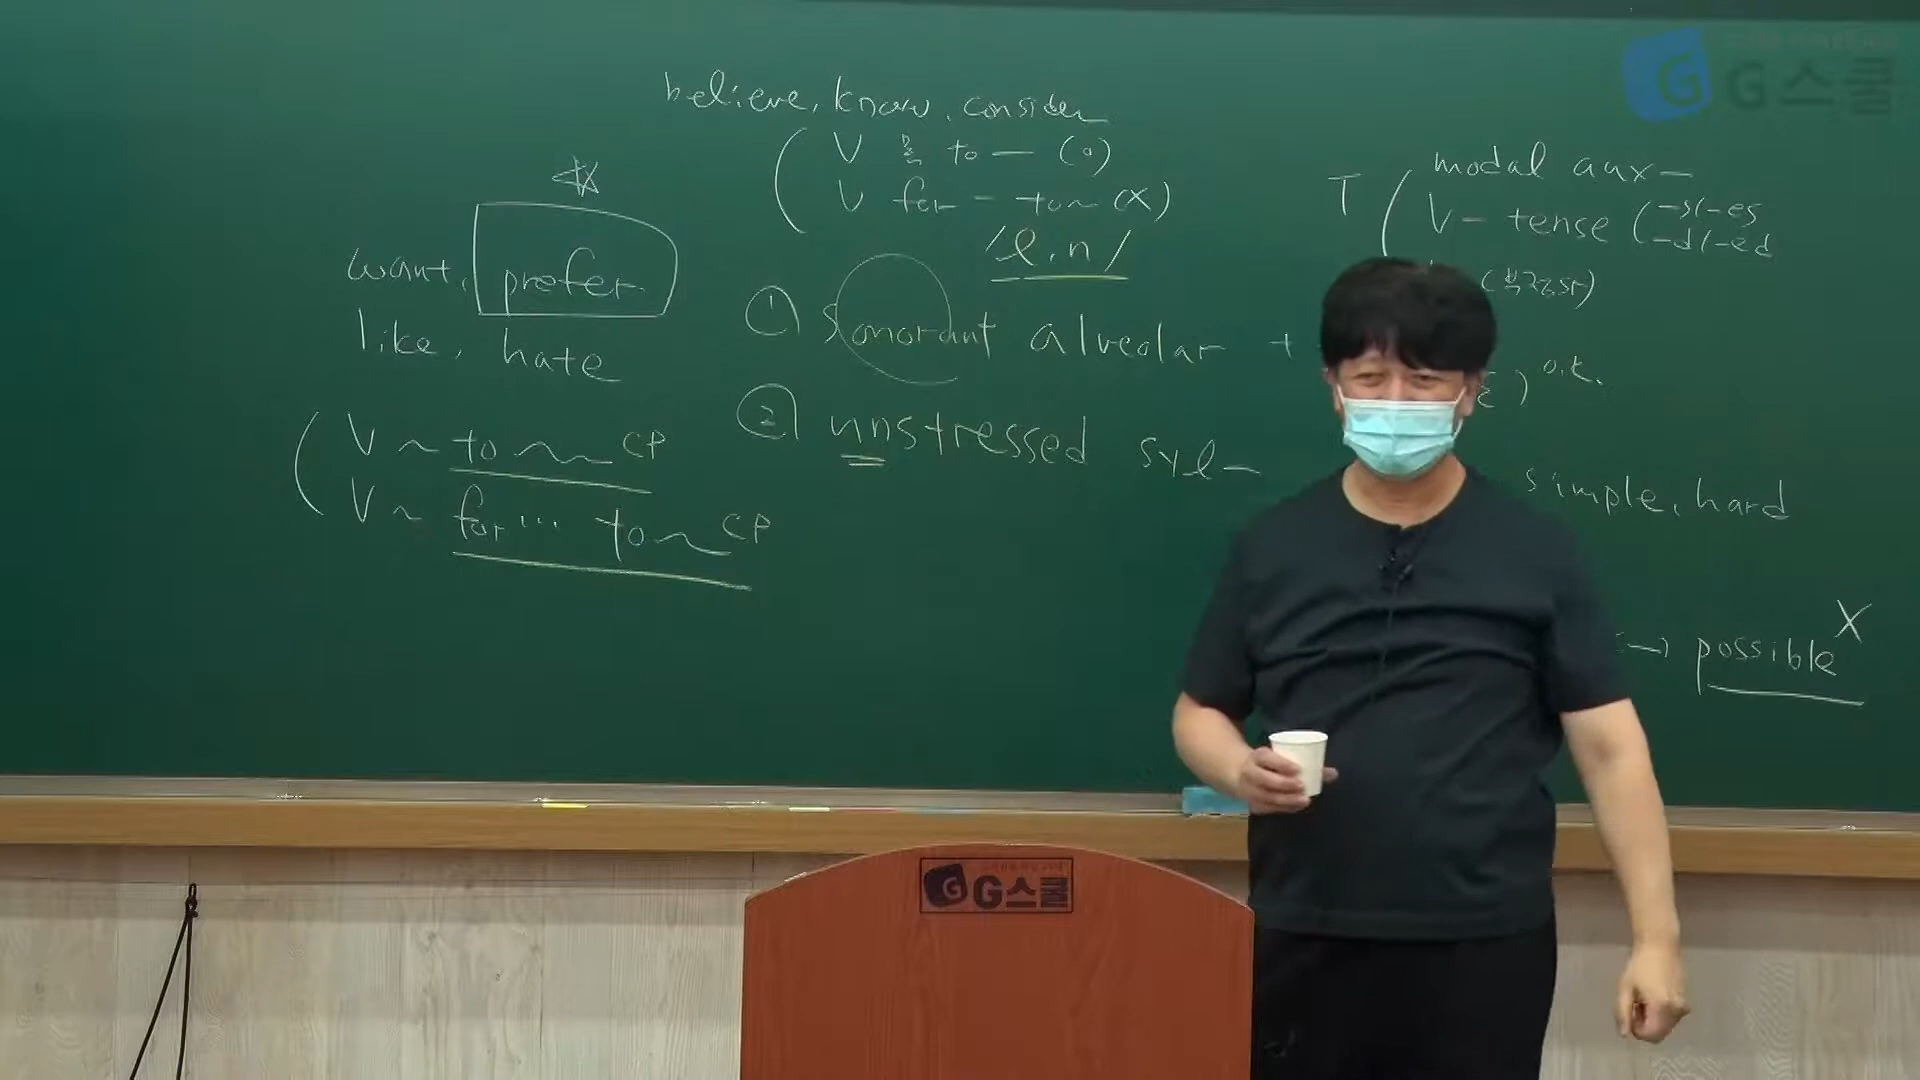 believe, know, consider
V 를 to — (o)
V for - to ~ (X)
/l, n/
want, prefer
like, hate
V ~ to ~ CP
V ~ for ... to ~ CP
① Sonorant alveolar +
② unstressed syl-
T
modal aux-
V- tense (-s/-es
-d/-ed
) o.k.
simple, hard
→ possible X
G스쿨
G스쿨